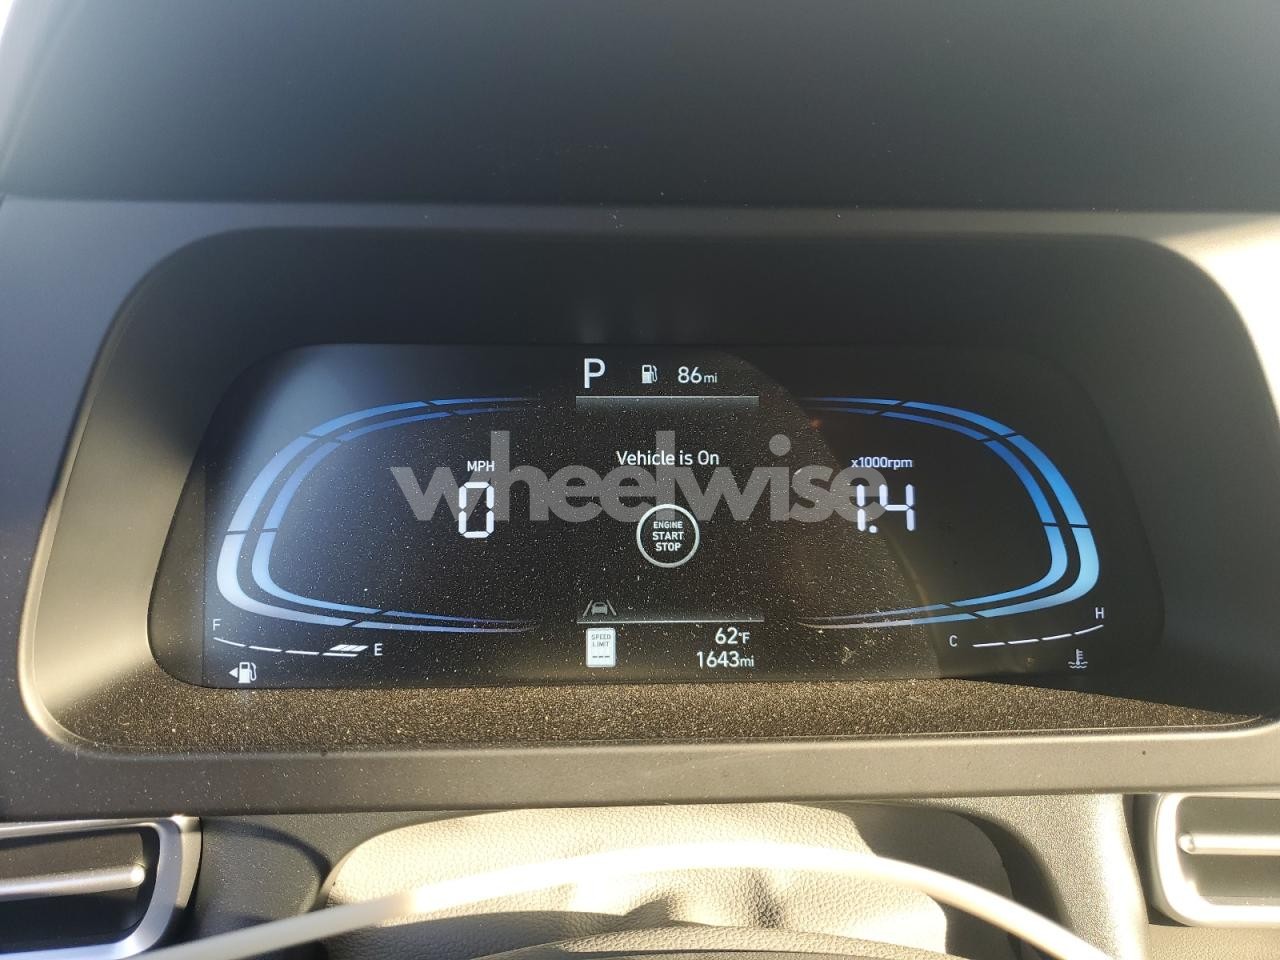 P 86mi
Vehicle is On
MPH
0
x1000rpm
1.4
wheelwise
ENGINE
START
STOP
F
E
C
H
SPEED
LIMIT
---
62°F
1643mi